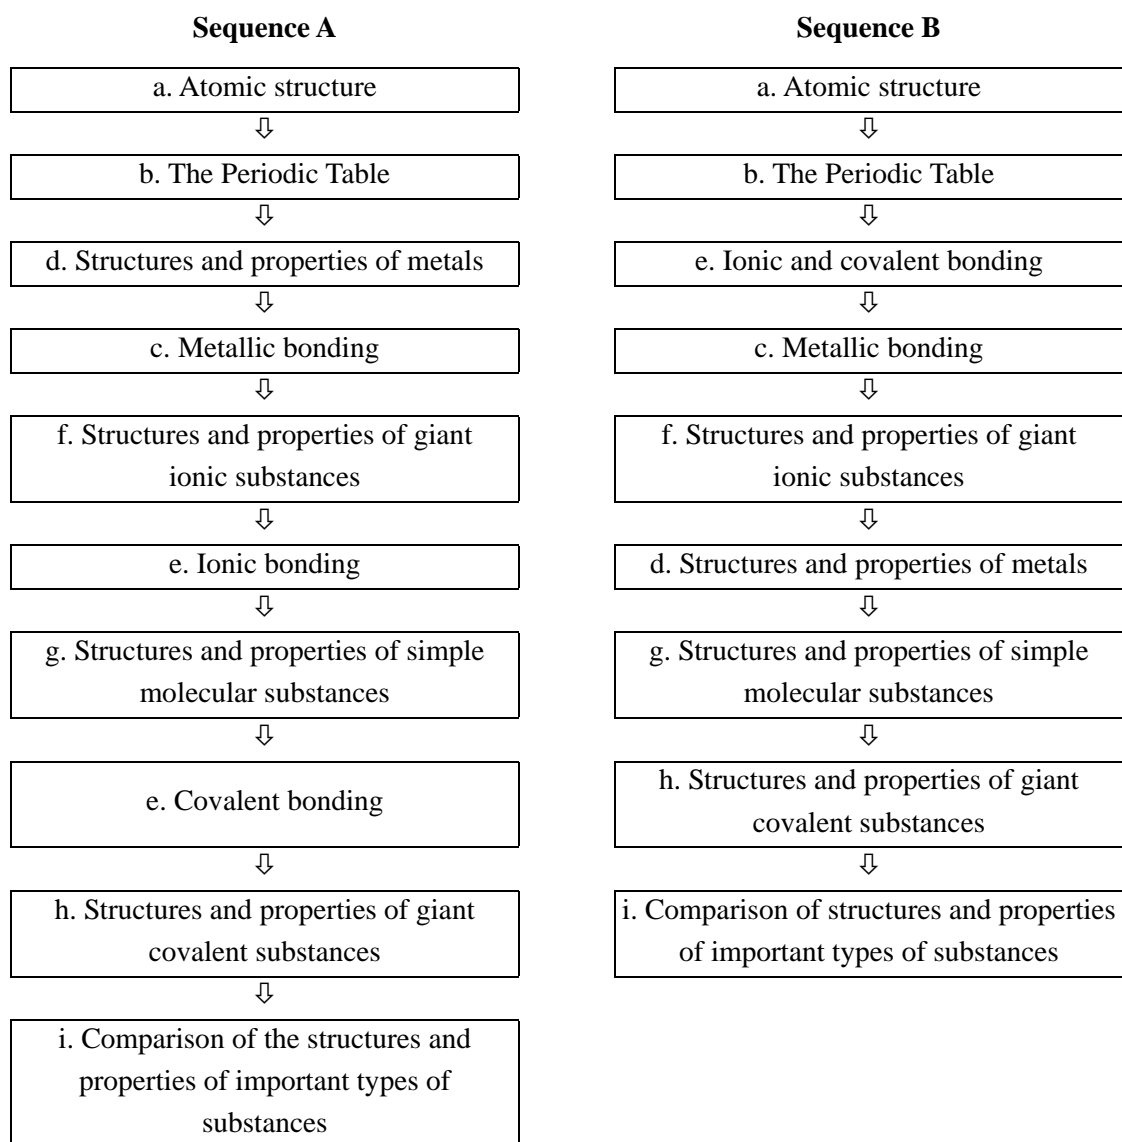 Sequence A
a. Atomic structure
⇩
b. The Periodic Table
⇩
d. Structures and properties of metals
⇩
c. Metallic bonding
⇩
f. Structures and properties of giant
ionic substances
⇩
e. Ionic bonding
⇩
g. Structures and properties of simple
molecular substances
⇩
e. Covalent bonding
⇩
h. Structures and properties of giant
covalent substances
⇩
i. Comparison of the structures and
properties of important types of
substances
Sequence B
a. Atomic structure
⇩
b. The Periodic Table
⇩
e. Ionic and covalent bonding
⇩
c. Metallic bonding
⇩
f. Structures and properties of giant
ionic substances
⇩
d. Structures and properties of metals
⇩
g. Structures and properties of simple
molecular substances
⇩
h. Structures and properties of giant
covalent substances
⇩
i. Comparison of structures and properties
of important types of substances